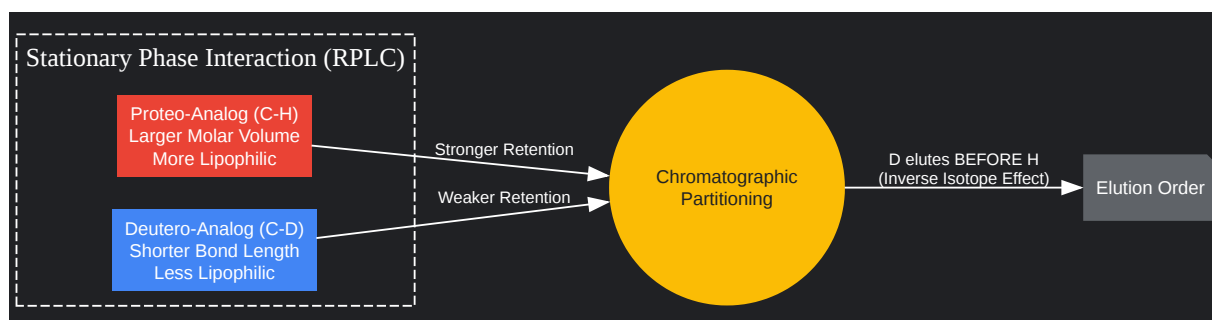 Stationary Phase Interaction (RPLC)
Proteo-Analog (C-H)
Larger Molar Volume
More Lipophilic
Stronger Retention
Deutero-Analog (C-D)
Shorter Bond Length
Less Lipophilic
Weaker Retention
Chromatographic
Partitioning
D elutes BEFORE H
(Inverse Isotope Effect)
Elution Order